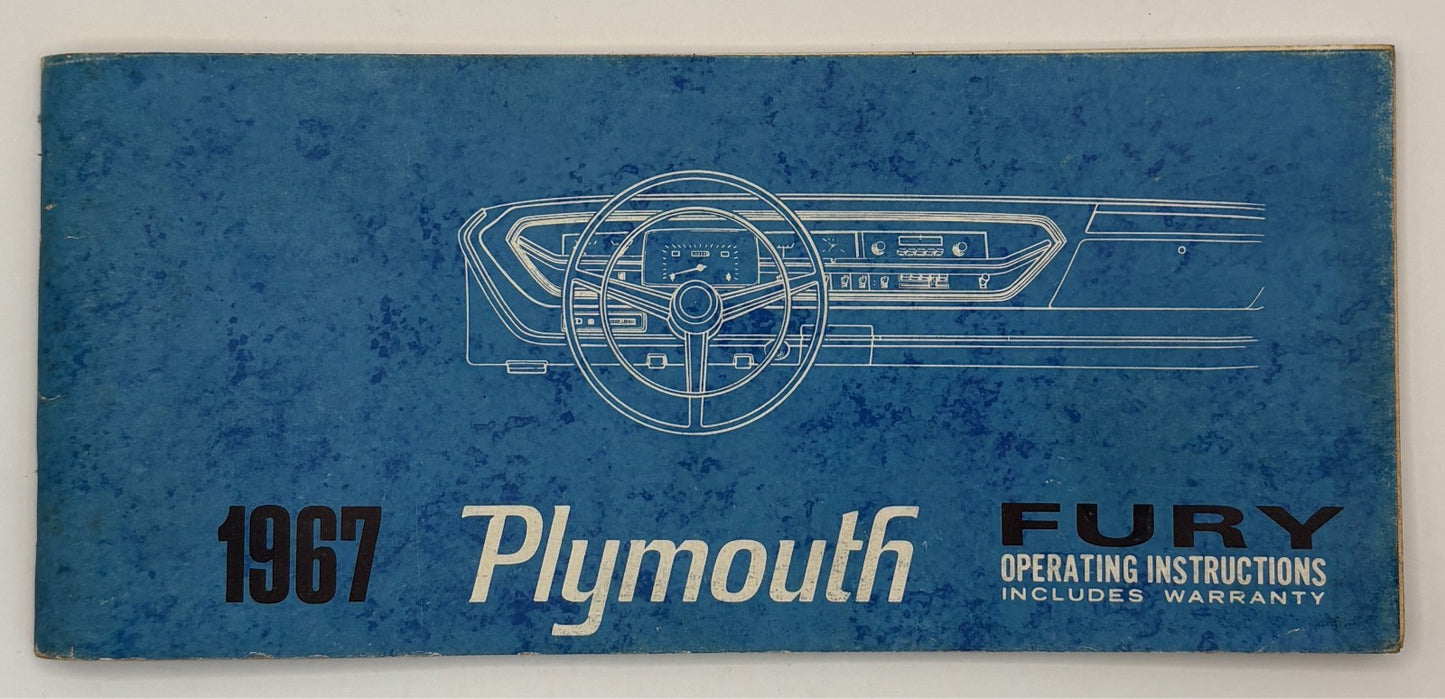 1967
Plymouth
FURY
OPERATING INSTRUCTIONS
INCLUDES WARRANTY